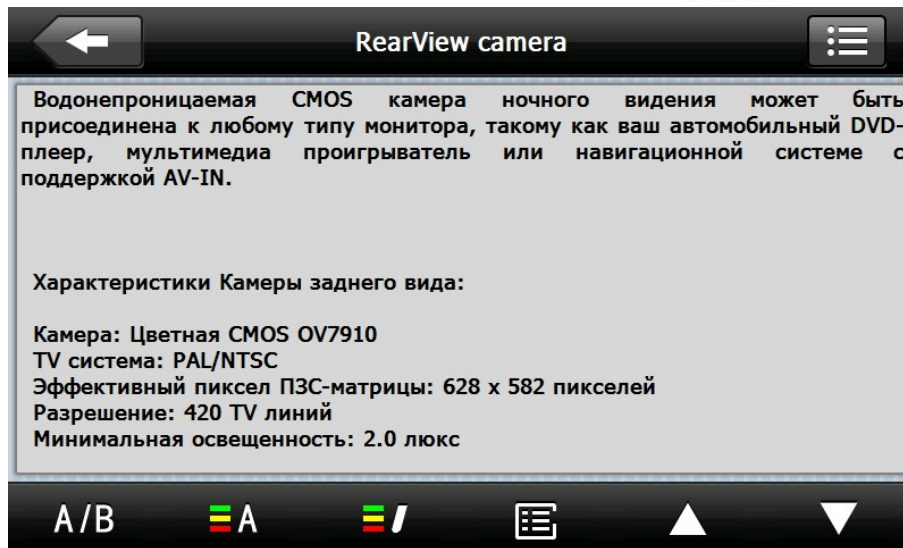 RearView camera
Водонепроницаемая CMOS камера ночного видения может быть
присоединена к любому типу монитора, такому как ваш автомобильный DVD-
плеер, мультимедиа проигрыватель или навигационной системе с
поддержкой AV-IN.
Характеристики Камеры заднего вида:
Камера: Цветная CMOS OV7910
TV система: PAL/NTSC
Эффективный пиксел ПЗС-матрицы: 628 x 582 пикселей
Разрешение: 420 TV линий
Минимальная освещенность: 2.0 люкс
A/B A